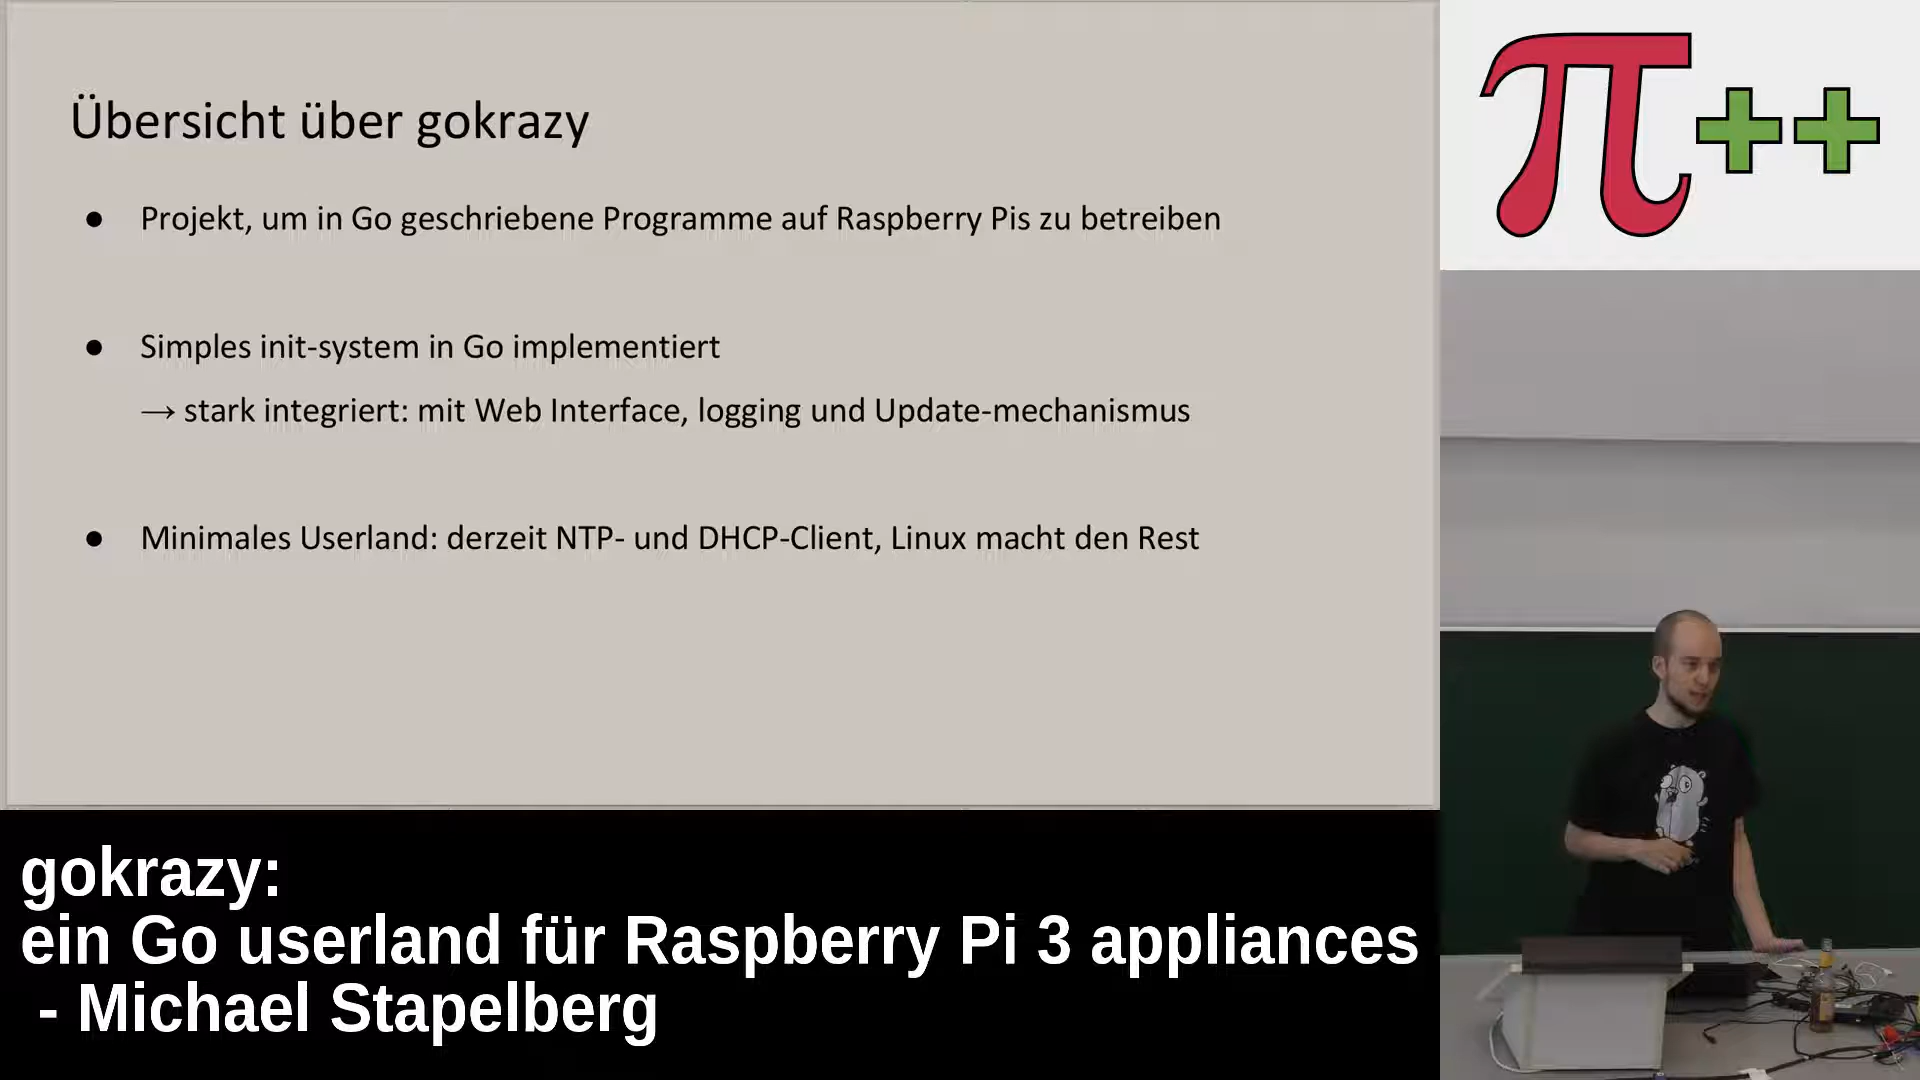 Übersicht über gokrazy
● Projekt, um in Go geschriebene Programme auf Raspberry Pis zu betreiben
● Simples init-system in Go implementiert
→ stark integriert: mit Web Interface, logging und Update-mechanismus
● Minimales Userland: derzeit NTP- und DHCP-Client, Linux macht den Rest
π++
gokrazy:
ein Go userland für Raspberry Pi 3 appliances
- Michael Stapelberg